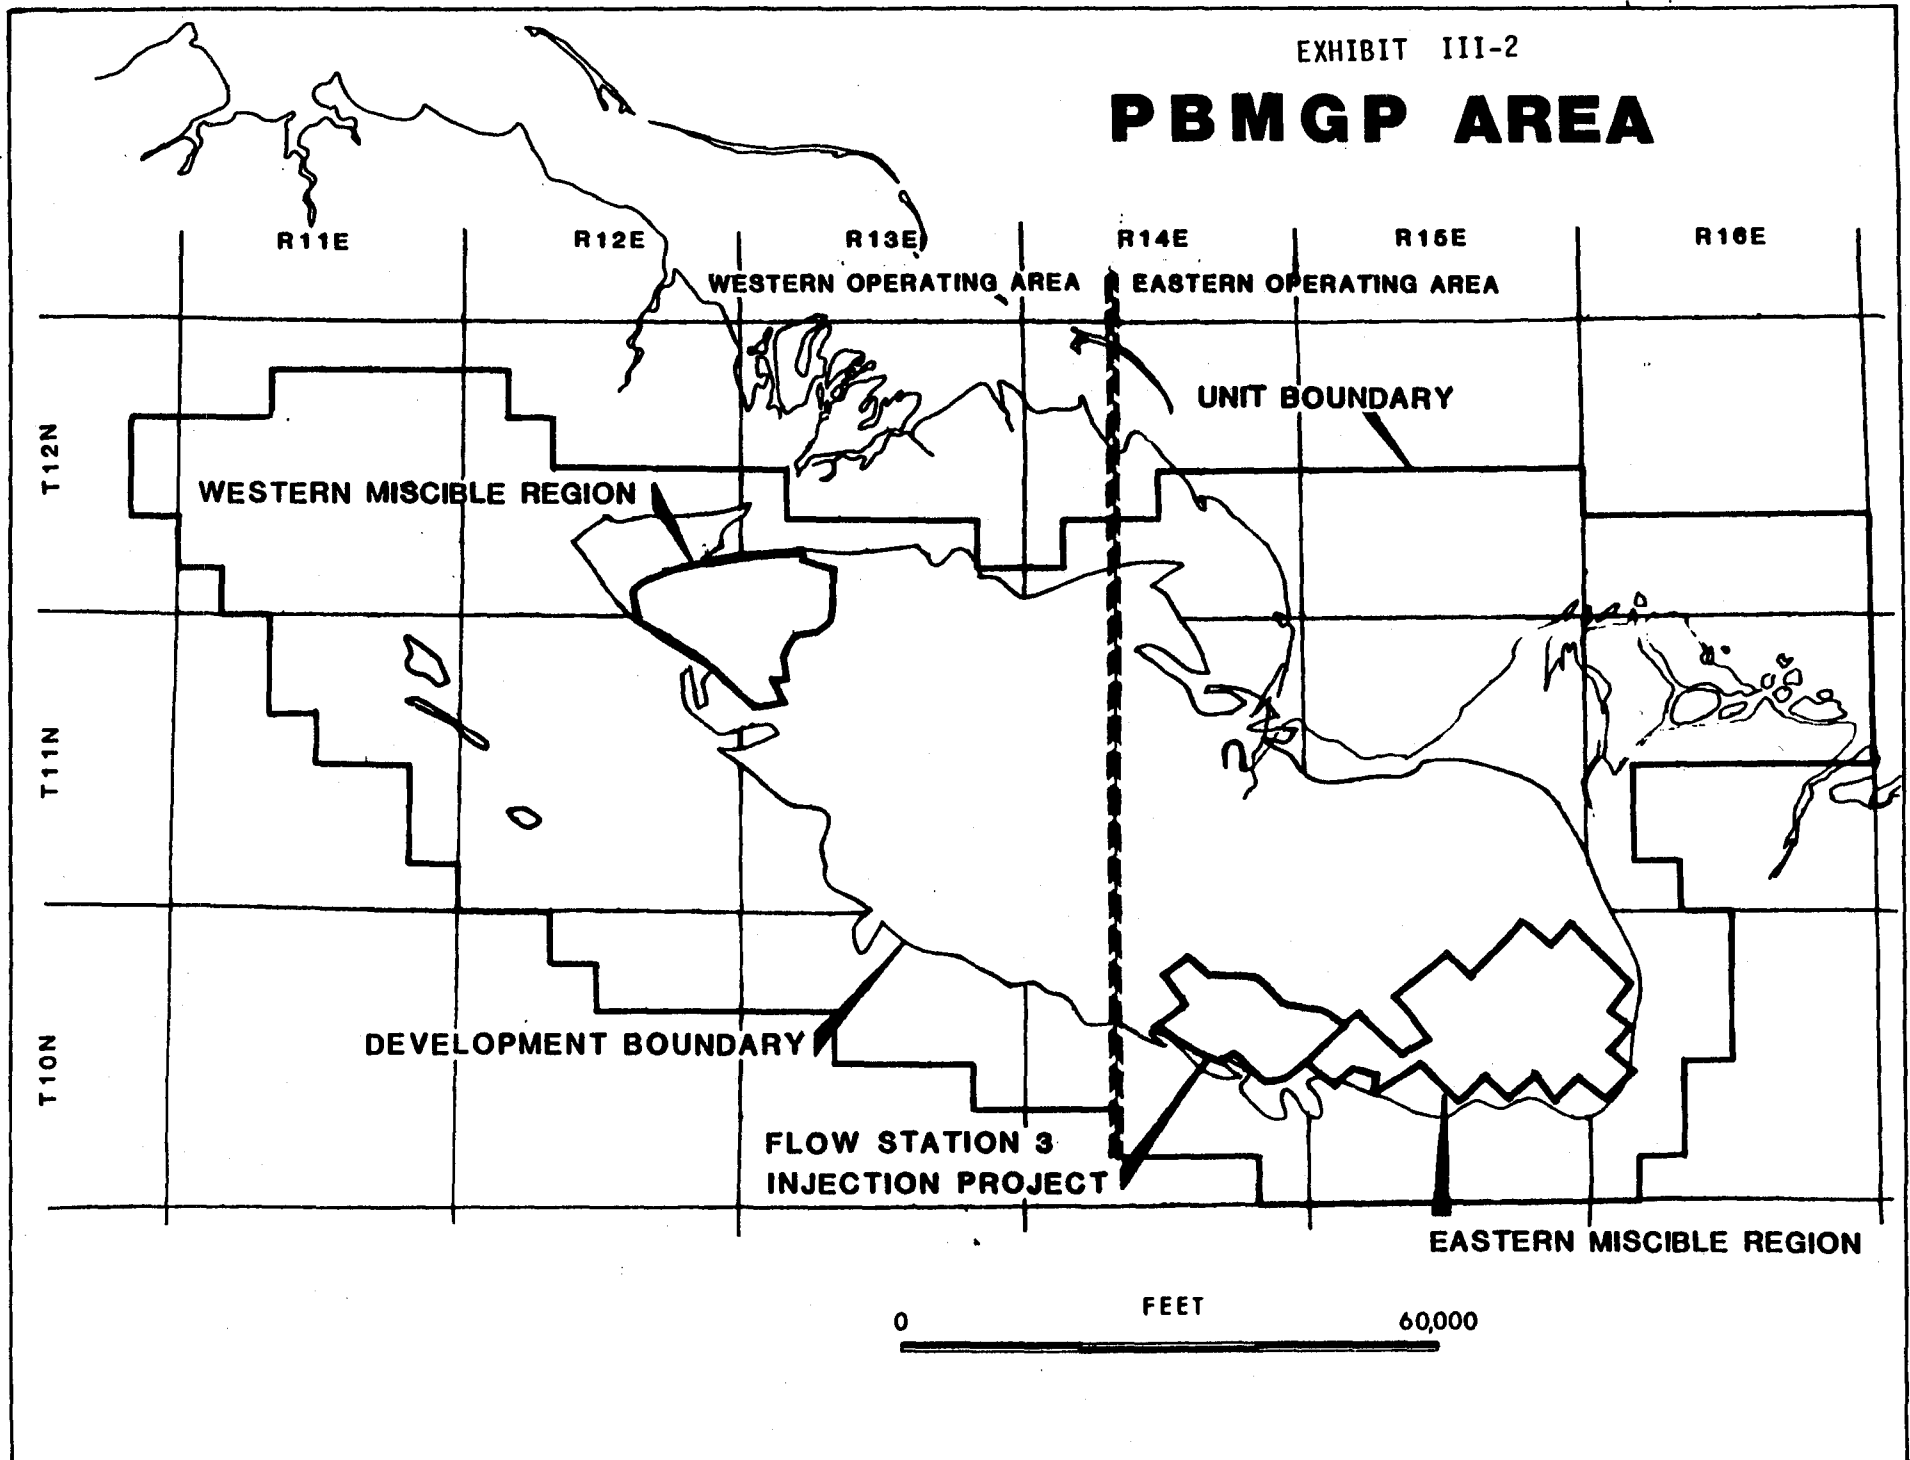 EXHIBIT III-2
PBMGP AREA
R11E R12E R13E R14E R15E R16E
WESTERN OPERATING AREA EASTERN OPERATING AREA
UNIT BOUNDARY
T12N
WESTERN MISCIBLE REGION
T11N
T10N
DEVELOPMENT BOUNDARY
FLOW STATION 3
INJECTION PROJECT
EASTERN MISCIBLE REGION
FEET
0 60,000